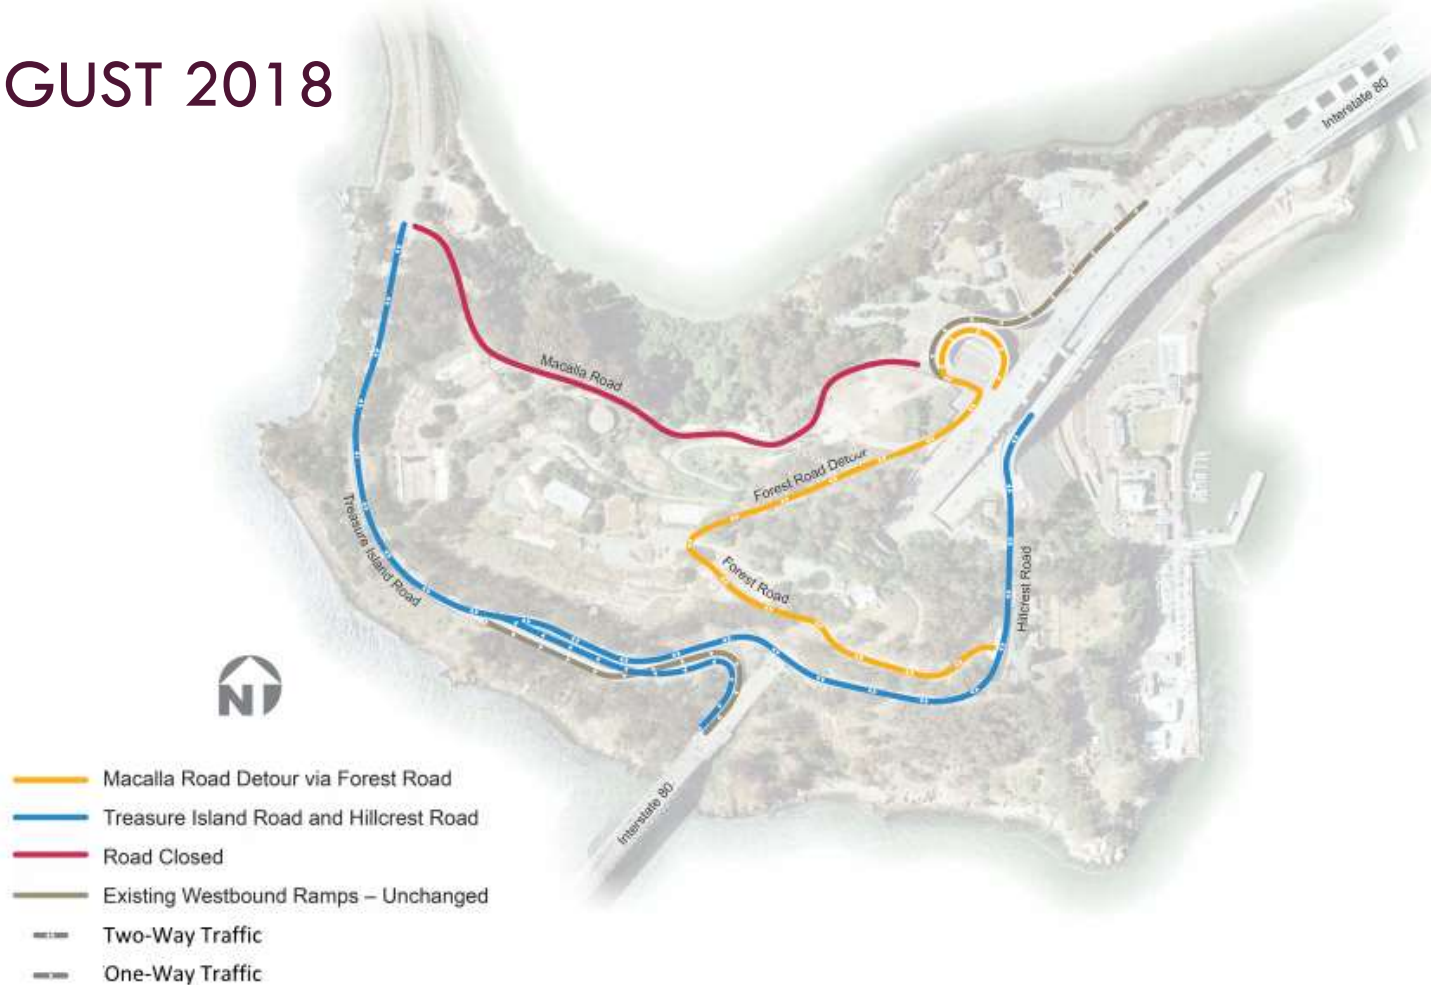 GUST 2018
Interstate 80
Macalla Road
Forest Road Detour
Treasure Island Road
Forest Road
Hillcrest Road
N
Interstate 80
Macalla Road Detour via Forest Road
Treasure Island Road and Hillcrest Road
Road Closed
Existing Westbound Ramps – Unchanged
Two-Way Traffic
One-Way Traffic